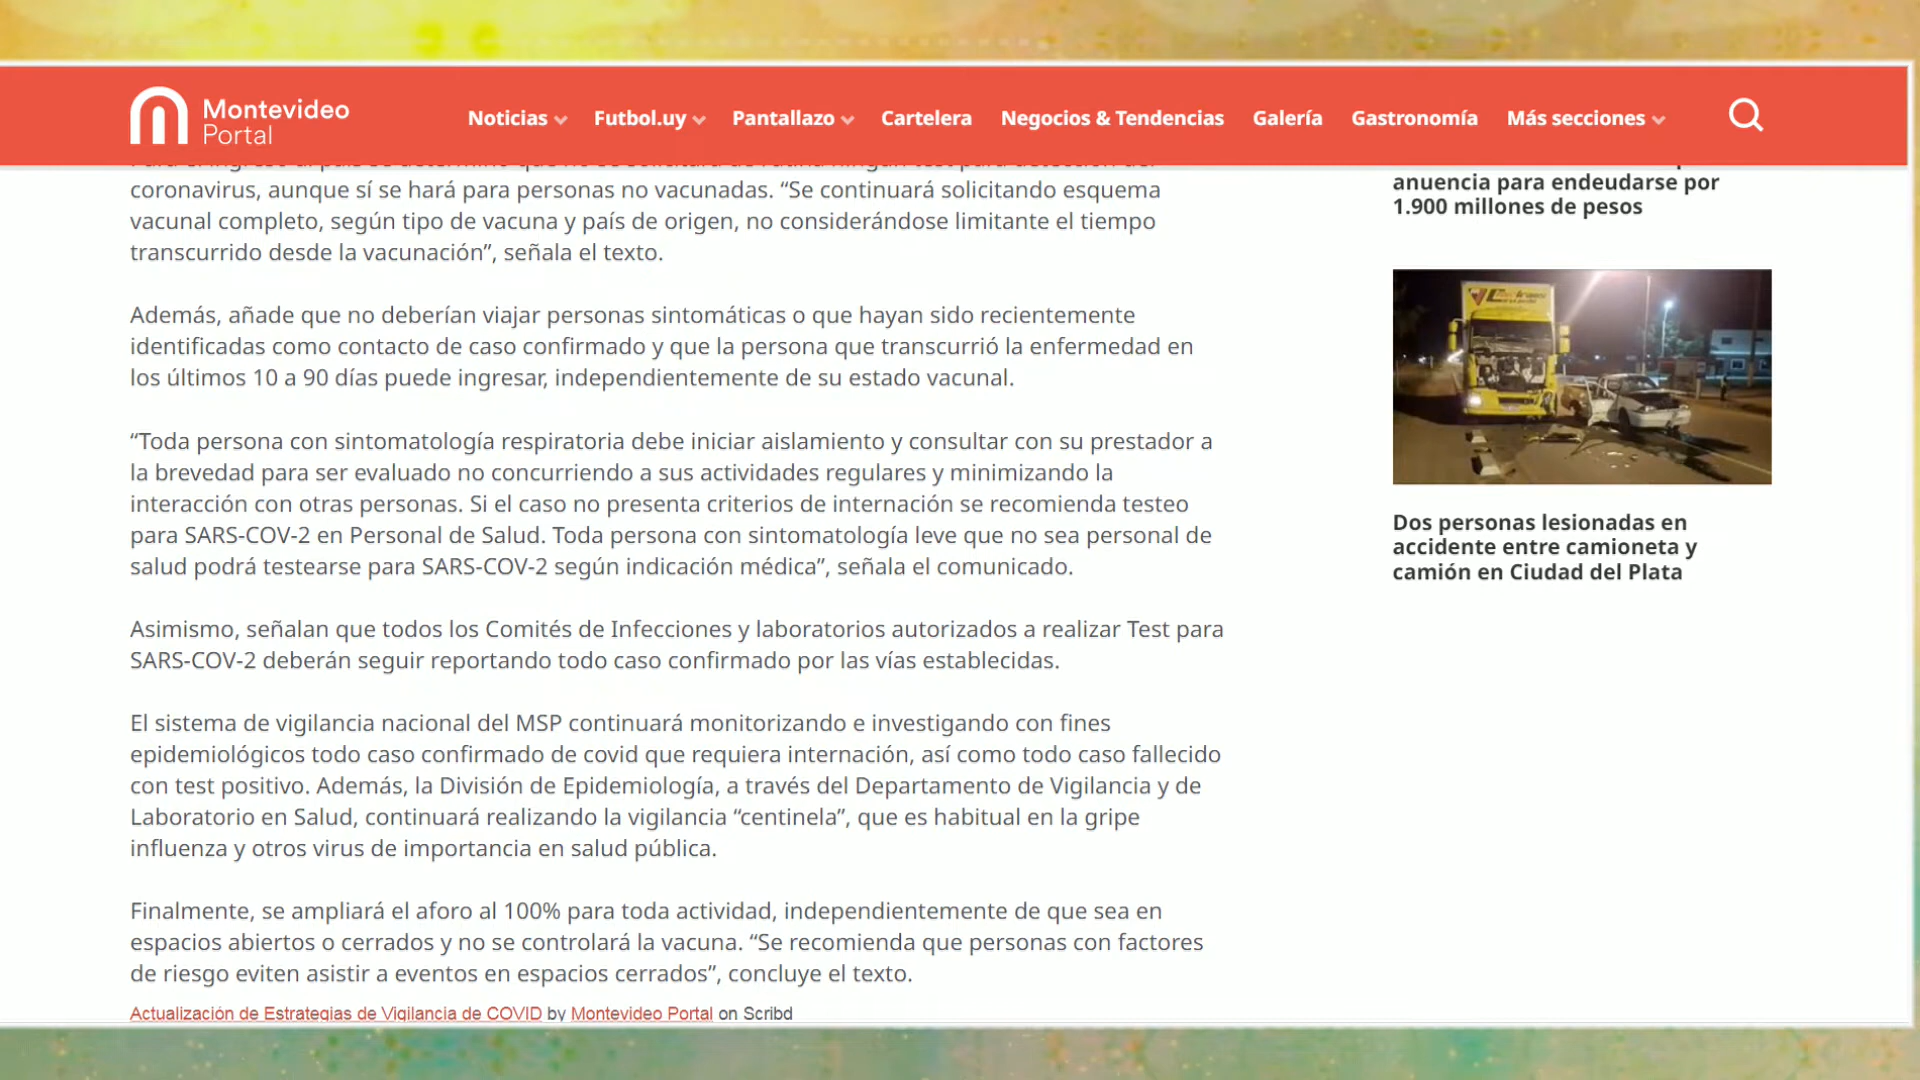 Montevideo
Portal
Noticias
Futbol.uy
Pantallazo
Cartelera
Negocios & Tendencias
Galería
Gastronomía
Más secciones
coronavirus, aunque sí se hará para personas no vacunadas. “Se continuará solicitando esquema
vacunal completo, según tipo de vacuna y país de origen, no considerándose limitante el tiempo
transcurrido desde la vacunación”, señala el texto.
Además, añade que no deberían viajar personas sintomáticas o que hayan sido recientemente
identificadas como contacto de caso confirmado y que la persona que transcurrió la enfermedad en
los últimos 10 a 90 días puede ingresar, independientemente de su estado vacunal.
“Toda persona con sintomatología respiratoria debe iniciar aislamiento y consultar con su prestador a
la brevedad para ser evaluado no concurriendo a sus actividades regulares y minimizando la
interacción con otras personas. Si el caso no presenta criterios de internación se recomienda testeo
para SARS-COV-2 en Personal de Salud. Toda persona con sintomatología leve que no sea personal de
salud podrá testearse para SARS-COV-2 según indicación médica”, señala el comunicado.
Asimismo, señalan que todos los Comités de Infecciones y laboratorios autorizados a realizar Test para
SARS-COV-2 deberán seguir reportando todo caso confirmado por las vías establecidas.
El sistema de vigilancia nacional del MSP continuará monitorizando e investigando con fines
epidemiológicos todo caso confirmado de covid que requiera internación, así como todo caso fallecido
con test positivo. Además, la División de Epidemiología, a través del Departamento de Vigilancia y de
Laboratorio en Salud, continuará realizando la vigilancia “centinela”, que es habitual en la gripe
influenza y otros virus de importancia en salud pública.
Finalmente, se ampliará el aforo al 100% para toda actividad, independientemente de que sea en
espacios abiertos o cerrados y no se controlará la vacuna. “Se recomienda que personas con factores
de riesgo eviten asistir a eventos en espacios cerrados”, concluye el texto.
Actualización de Estrategias de Vigilancia de COVID by Montevideo Portal on Scribd
anuencia para endeudarse por
1.900 millones de pesos
Dos personas lesionadas en
accidente entre camioneta y
camión en Ciudad del Plata